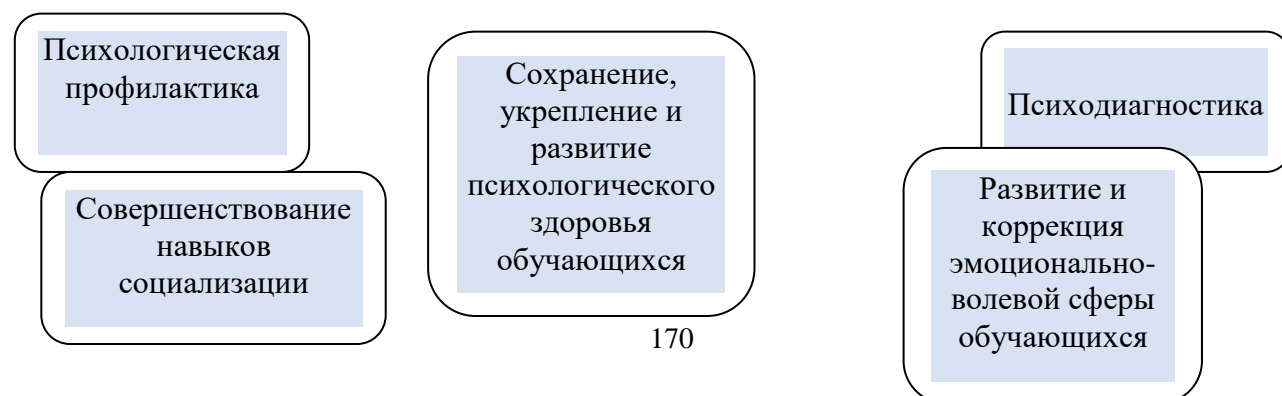 Психологическая
профилактика
Совершенствование
навыков
социализации
Сохранение,
укрепление и
развитие
психологического
здоровья
обучающихся
Психодиагностика
Развитие и
коррекция
эмоционально-
волевой сферы
обучающихся
170